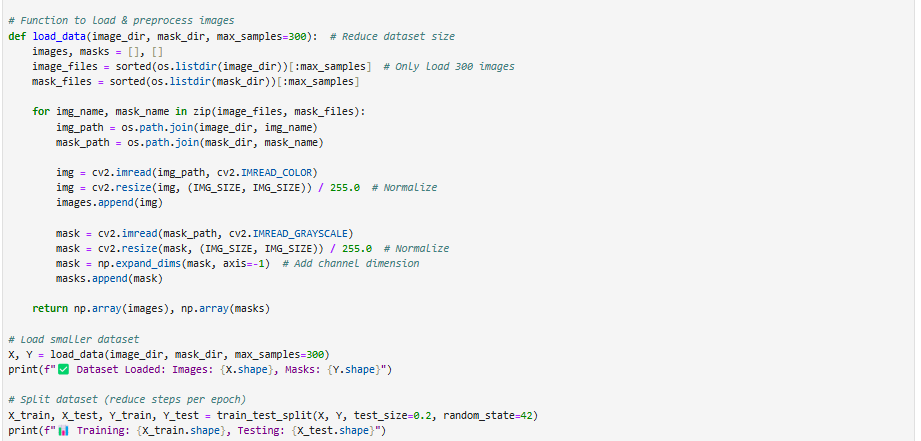 # Function to load & preprocess images
def load_data(image_dir, mask_dir, max_samples=300):  # Reduce dataset size
    images, masks = [], []
    image_files = sorted(os.listdir(image_dir))[:max_samples]  # Only load 300 images
    mask_files = sorted(os.listdir(mask_dir))[:max_samples]

    for img_name, mask_name in zip(image_files, mask_files):
        img_path = os.path.join(image_dir, img_name)
        mask_path = os.path.join(mask_dir, mask_name)

        img = cv2.imread(img_path, cv2.IMREAD_COLOR)
        img = cv2.resize(img, (IMG_SIZE, IMG_SIZE)) / 255.0  # Normalize
        images.append(img)

        mask = cv2.imread(mask_path, cv2.IMREAD_GRAYSCALE)
        mask = cv2.resize(mask, (IMG_SIZE, IMG_SIZE)) / 255.0  # Normalize
        mask = np.expand_dims(mask, axis=-1)  # Add channel dimension
        masks.append(mask)

    return np.array(images), np.array(masks)

# Load smaller dataset
X, Y = load_data(image_dir, mask_dir, max_samples=300)
print(f"✅ Dataset Loaded: Images: {X.shape}, Masks: {Y.shape}")

# Split dataset (reduce steps per epoch)
X_train, X_test, Y_train, Y_test = train_test_split(X, Y, test_size=0.2, random_state=42)
print(f"📊 Training: {X_train.shape}, Testing: {X_test.shape}")